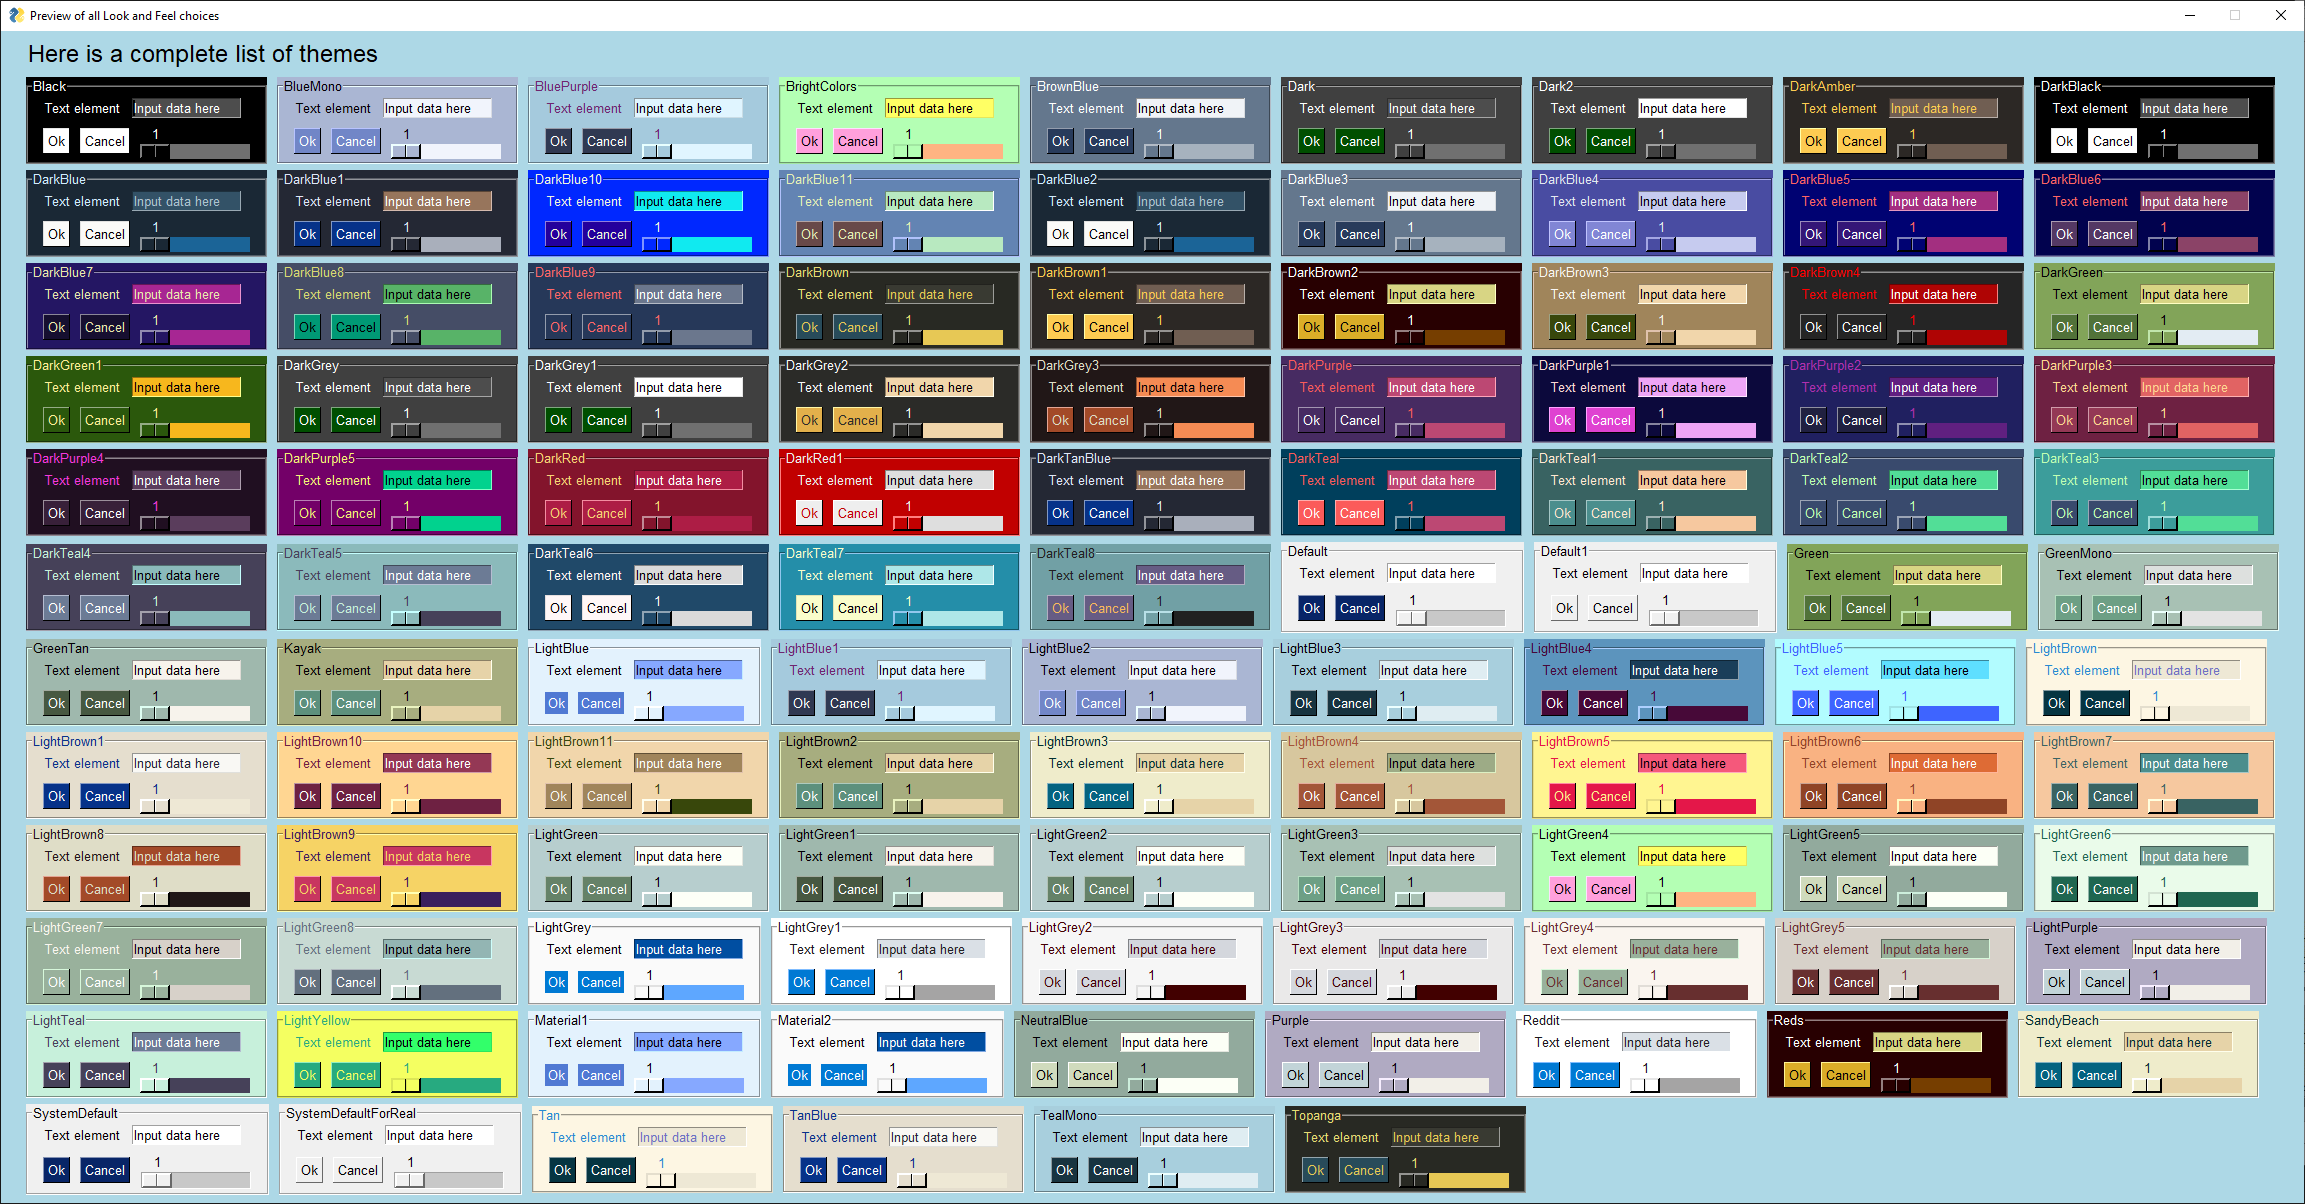 Preview of all Look and Feel choices
Here is a complete list of themes
Black BlueMono BluePurple BrightColors BrownBlue Dark Dark2 DarkAmber DarkBlack
Text element Input data here Text element Input data here Text element Input data here Text element Input data here Text element Input data here Text element Input data here Text element Input data here Text element Input data here Text element Input data here
Ok Cancel 1 Ok Cancel 1 Ok Cancel 1 Ok Cancel 1 Ok Cancel 1 Ok Cancel 1 Ok Cancel 1 Ok Cancel 1 Ok Cancel 1
DarkBlue DarkBlue1 DarkBlue10 DarkBlue11 DarkBlue2 DarkBlue3 DarkBlue4 DarkBlue5 DarkBlue6
Text element Input data here Text element Input data here Text element Input data here Text element Input data here Text element Input data here Text element Input data here Text element Input data here Text element Input data here Text element Input data here
Ok Cancel 1 Ok Cancel 1 Ok Cancel 1 Ok Cancel 1 Ok Cancel 1 Ok Cancel 1 Ok Cancel 1 Ok Cancel 1 Ok Cancel 1
DarkBlue7 DarkBlue8 DarkBlue9 DarkBrown DarkBrown1 DarkBrown2 DarkBrown3 DarkBrown4 DarkGreen
Text element Input data here Text element Input data here Text element Input data here Text element Input data here Text element Input data here Text element Input data here Text element Input data here Text element Input data here Text element Input data here
Ok Cancel 1 Ok Cancel 1 Ok Cancel 1 Ok Cancel 1 Ok Cancel 1 Ok Cancel 1 Ok Cancel 1 Ok Cancel 1 Ok Cancel 1
DarkGreen1 DarkGrey DarkGrey1 DarkGrey2 DarkGrey3 DarkPurple DarkPurple1 DarkPurple2 DarkPurple3
Text element Input data here Text element Input data here Text element Input data here Text element Input data here Text element Input data here Text element Input data here Text element Input data here Text element Input data here Text element Input data here
Ok Cancel 1 Ok Cancel 1 Ok Cancel 1 Ok Cancel 1 Ok Cancel 1 Ok Cancel 1 Ok Cancel 1 Ok Cancel 1 Ok Cancel 1
DarkPurple4 DarkPurple5 DarkRed DarkRed1 DarkTanBlue DarkTeal DarkTeal1 DarkTeal2 DarkTeal3
Text element Input data here Text element Input data here Text element Input data here Text element Input data here Text element Input data here Text element Input data here Text element Input data here Text element Input data here Text element Input data here
Ok Cancel 1 Ok Cancel 1 Ok Cancel 1 Ok Cancel 1 Ok Cancel 1 Ok Cancel 1 Ok Cancel 1 Ok Cancel 1 Ok Cancel 1
DarkTeal4 DarkTeal5 DarkTeal6 DarkTeal7 DarkTeal8 Default Default1 Green GreenMono
Text element Input data here Text element Input data here Text element Input data here Text element Input data here Text element Input data here Text element Input data here Text element Input data here Text element Input data here Text element Input data here
Ok Cancel 1 Ok Cancel 1 Ok Cancel 1 Ok Cancel 1 Ok Cancel 1 Ok Cancel 1 Ok Cancel 1 Ok Cancel 1 Ok Cancel 1
GreenTan Kayak LightBlue LightBlue1 LightBlue2 LightBlue3 LightBlue4 LightBlue5 LightBrown
Text element Input data here Text element Input data here Text element Input data here Text element Input data here Text element Input data here Text element Input data here Text element Input data here Text element Input data here Text element Input data here
Ok Cancel 1 Ok Cancel 1 Ok Cancel 1 Ok Cancel 1 Ok Cancel 1 Ok Cancel 1 Ok Cancel 1 Ok Cancel 1 Ok Cancel 1
LightBrown1 LightBrown10 LightBrown11 LightBrown2 LightBrown3 LightBrown4 LightBrown5 LightBrown6 LightBrown7
Text element Input data here Text element Input data here Text element Input data here Text element Input data here Text element Input data here Text element Input data here Text element Input data here Text element Input data here Text element Input data here
Ok Cancel 1 Ok Cancel 1 Ok Cancel 1 Ok Cancel 1 Ok Cancel 1 Ok Cancel 1 Ok Cancel 1 Ok Cancel 1 Ok Cancel 1
LightBrown8 LightBrown9 LightGreen LightGreen1 LightGreen2 LightGreen3 LightGreen4 LightGreen5 LightGreen6
Text element Input data here Text element Input data here Text element Input data here Text element Input data here Text element Input data here Text element Input data here Text element Input data here Text element Input data here Text element Input data here
Ok Cancel 1 Ok Cancel 1 Ok Cancel 1 Ok Cancel 1 Ok Cancel 1 Ok Cancel 1 Ok Cancel 1 Ok Cancel 1 Ok Cancel 1
LightGreen7 LightGreen8 LightGrey LightGrey1 LightGrey2 LightGrey3 LightGrey4 LightGrey5 LightPurple
Text element Input data here Text element Input data here Text element Input data here Text element Input data here Text element Input data here Text element Input data here Text element Input data here Text element Input data here Text element Input data here
Ok Cancel 1 Ok Cancel 1 Ok Cancel 1 Ok Cancel 1 Ok Cancel 1 Ok Cancel 1 Ok Cancel 1 Ok Cancel 1 Ok Cancel 1
LightTeal LightYellow Material1 Material2 NeutralBlue Purple Reddit Reds SandyBeach
Text element Input data here Text element Input data here Text element Input data here Text element Input data here Text element Input data here Text element Input data here Text element Input data here Text element Input data here Text element Input data here
Ok Cancel 1 Ok Cancel 1 Ok Cancel 1 Ok Cancel 1 Ok Cancel 1 Ok Cancel 1 Ok Cancel 1 Ok Cancel 1 Ok Cancel 1
SystemDefault SystemDefaultForReal Tan TanBlue TealMono Topanga
Text element Input data here Text element Input data here Text element Input data here Text element Input data here Text element Input data here Text element Input data here
Ok Cancel 1 Ok Cancel 1 Ok Cancel 1 Ok Cancel 1 Ok Cancel 1 Ok Cancel 1